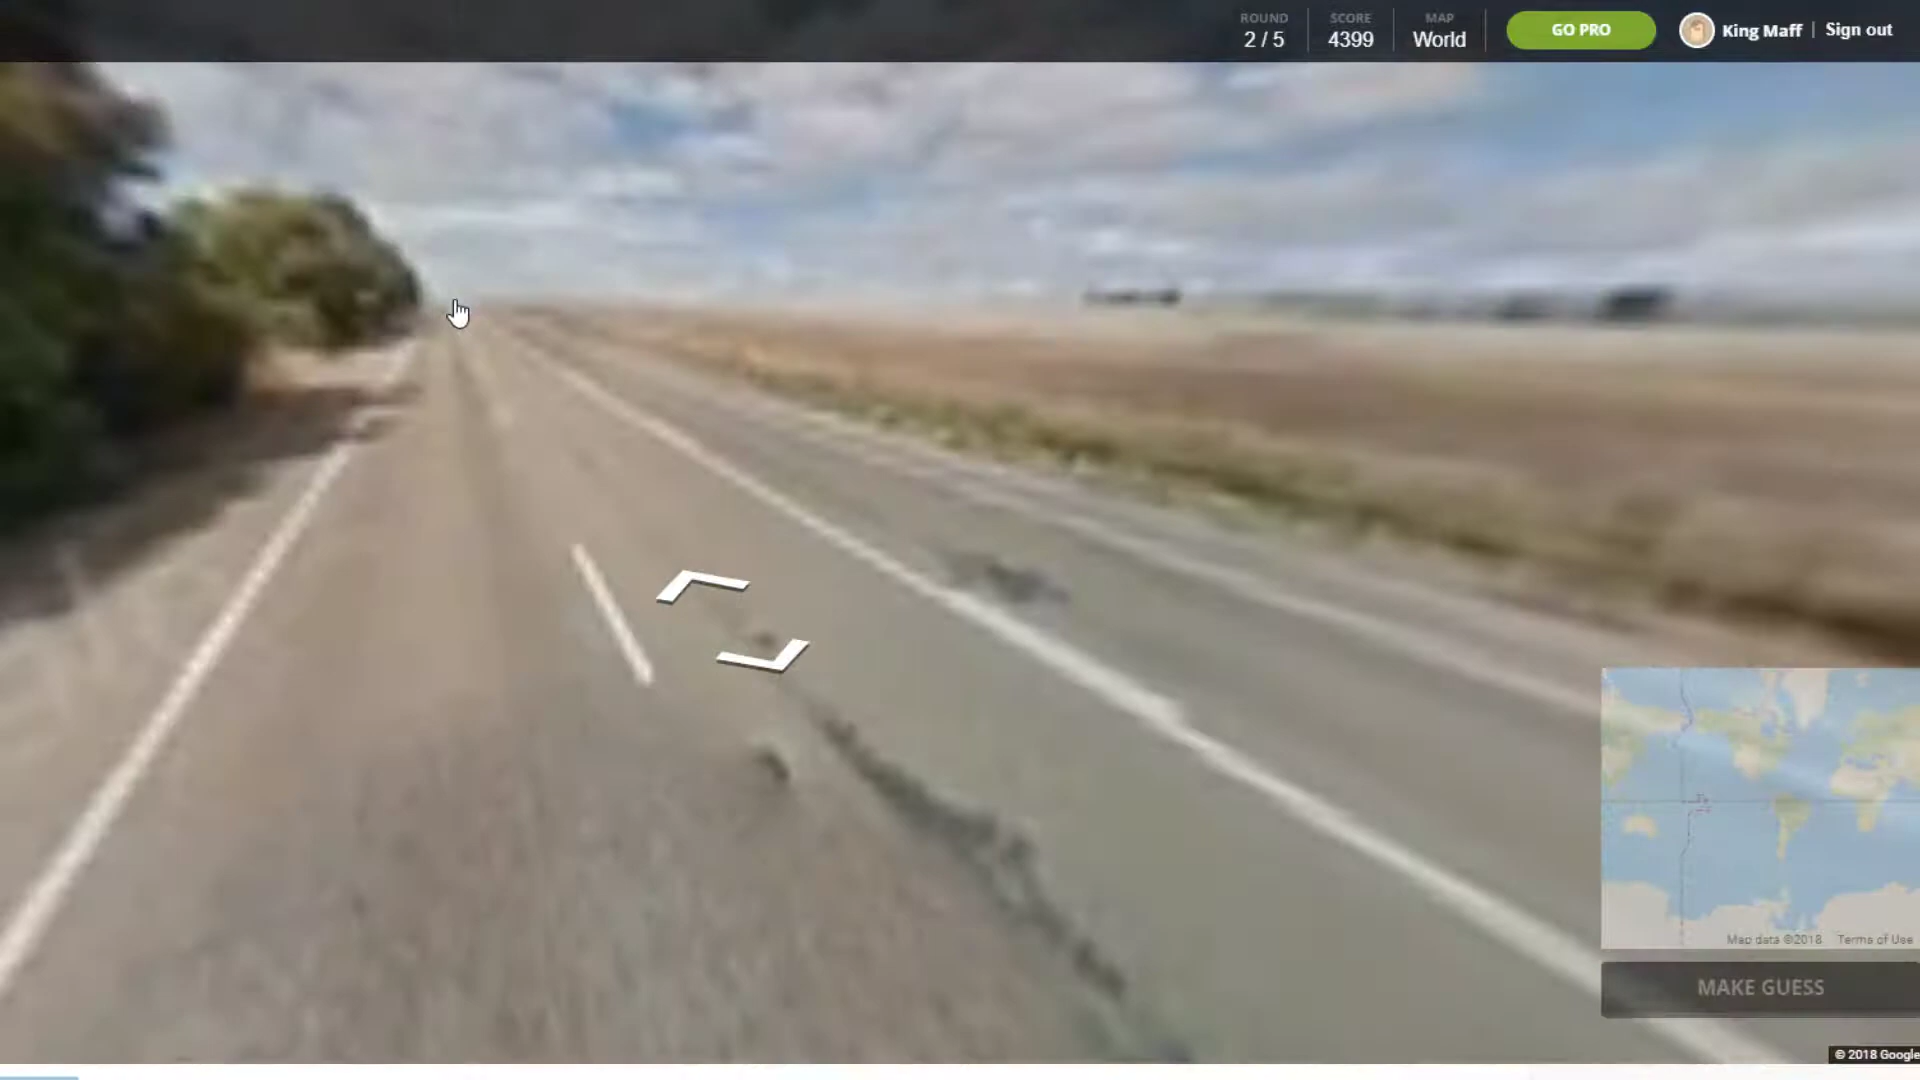 ROUND
2 / 5
SCORE
4399
MAP
World
GO PRO
King Maff
Sign out
Map data ©2018
Terms of Use
MAKE GUESS
© 2018 Google